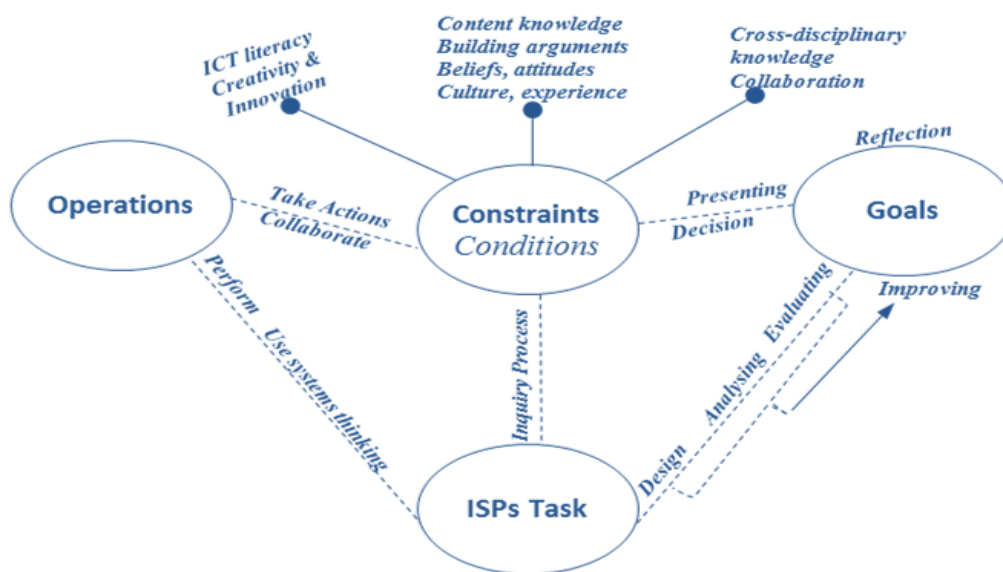 ICT literacy
Creativity &
Innovation
Content knowledge
Building arguments
Beliefs, attitudes
Culture, experience
Cross-disciplinary
knowledge
Collaboration
Reflection
Operations
Take Actions
Collaborate
Constraints
Conditions
Presenting
Decision
Goals
Improving
Perform
Use systems thinking
Inquiry Process
Design
Analysing
Evaluating
ISPs Task